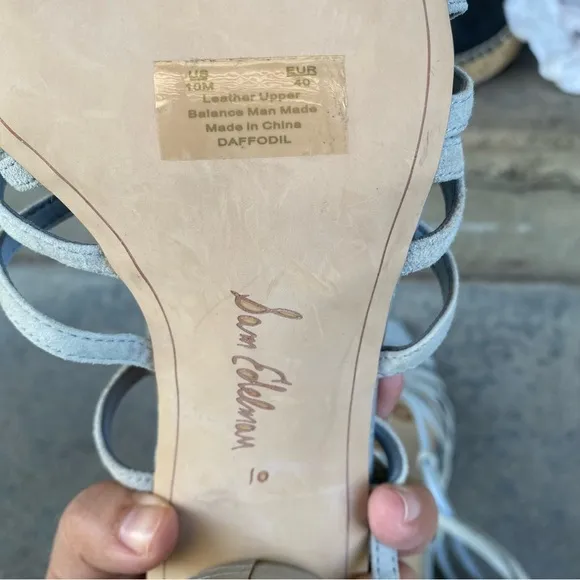 US EUR
10M 40
Leather Upper
Balance Man Made
Made in China
DAFFODIL
Sam Edelman 10